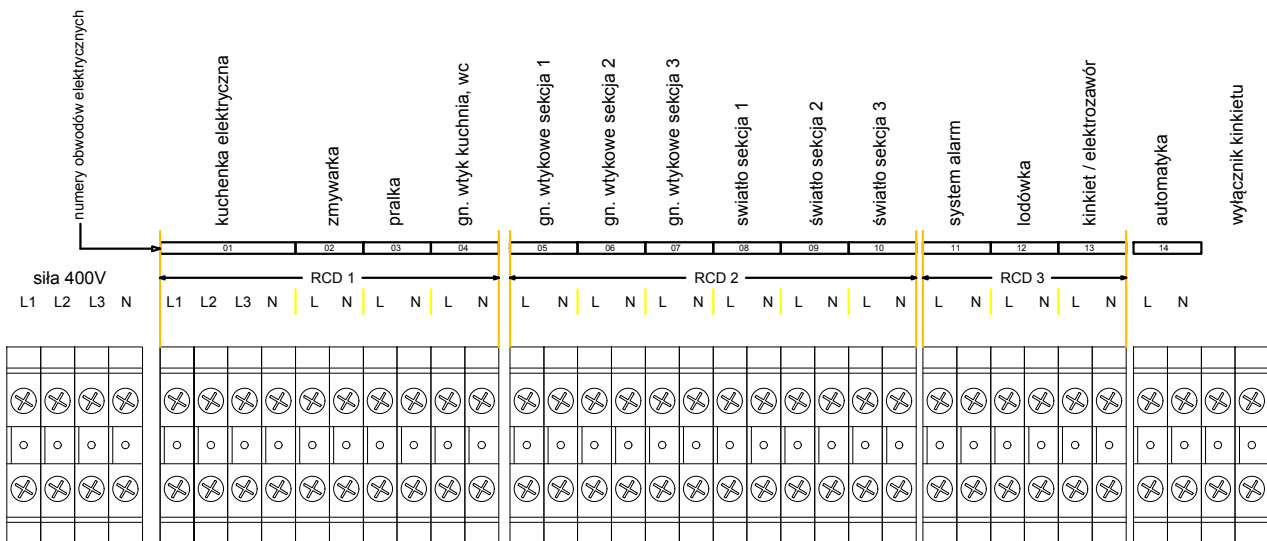 numery obwodów elektrycznych
kuchenka elektryczna
zmywarka
pralka
gn. wtyk kuchnia, wc
gn. wtykowe sekcja 1
gn. wtykowe sekcja 2
gn. wtykowe sekcja 3
światło sekcja 1
światło sekcja 2
światło sekcja 3
system alarm
lodówka
kinkiet / elektrozawór
automatyka
wyłącznik kinkietu
01 02 03 04 05 06 07 08 09 10 11 12 13 14
siła 400V RCD 1 RCD 2 RCD 3
L1 L2 L3 N L1 L2 L3 N L N L N L N L N L N L N L N L N L N L N L N L N L N